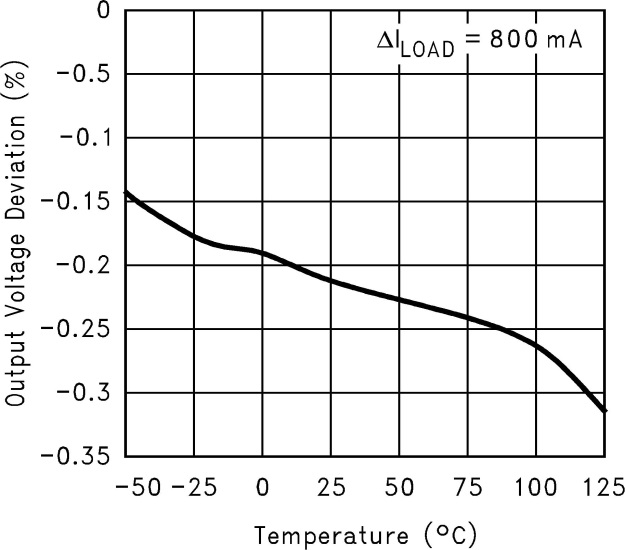 0
ΔI_LOAD = 800 mA
-0.5
-0.1
-0.15
-0.2
-0.25
-0.3
-0.35
Output Voltage Deviation (%)
-50 -25 0 25 50 75 100 125
Temperature (°C)